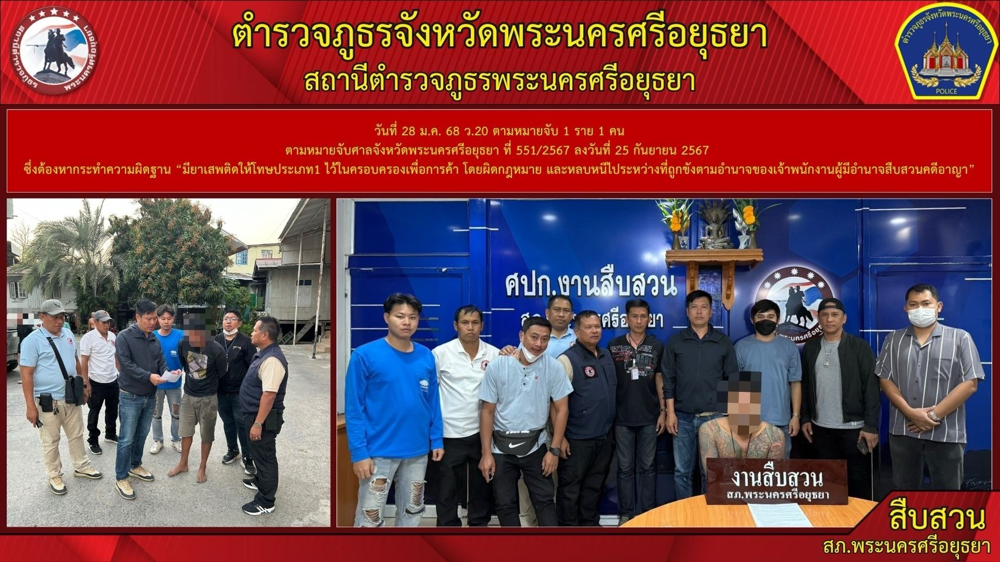 ตำรวจภูธรจังหวัดพระนครศรีอยุธยา
สถานีตำรวจภูธรพระนครศรีอยุธยา
สถานีตำรวจภูธร
พระนครศรีอยุธยา
ตำรวจภูธรจังหวัดพระนครศรีอยุธยา
POLICE
วันที่ 28 ม.ค. 68 ว.20 ตามหมายจับ 1 ราย 1 คน
ตามหมายจับศาลจังหวัดพระนครศรีอยุธยา ที่ 551/2567 ลงวันที่ 25 กันยายน 2567
ซึ่งต้องหากระทำความผิดฐาน “มียาเสพติดให้โทษประเภท1 ไว้ในครอบครองเพื่อการค้า โดยผิดกฎหมาย และหลบหนีไประหว่างที่ถูกขังตามอำนาจของเจ้าพนักงานผู้มีอำนาจสืบสวนคดีอาญา”
ศปก.งานสืบสวน
สภ.พระนครศรีอยุธยา
งานสืบสวน
สภ.พระนครศรีอยุธยา
สืบสวน
สภ.พระนครศรีอยุธยา